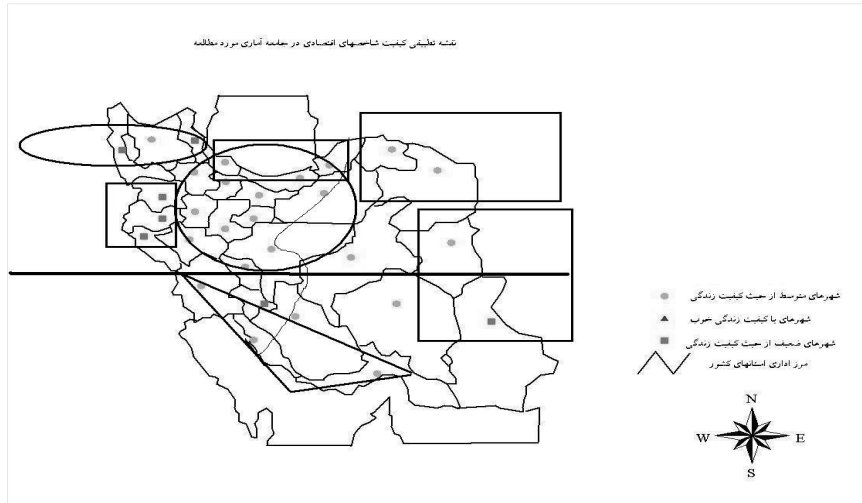 نقشه تطبیقی کیفیت شاخصهای اقتصادی در جامعه آماری مورد مطالعه
شهرهای متوسط از حیث کیفیت زندگی
شهرهای با کیفیت زندگی خوب
شهرهای ضعیف از حیث کیفیت زندگی
مرز اداری استانهای کشور
N
W E
S